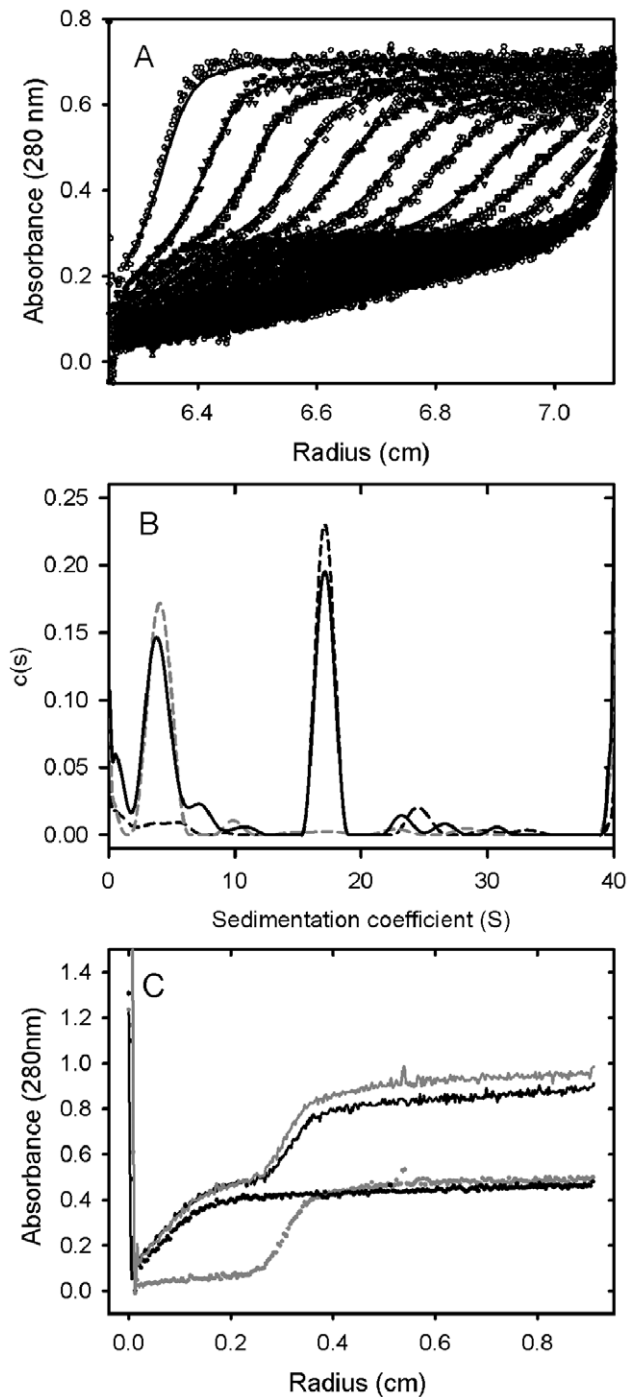 A
0.8
0.6
0.4
0.2
0.0
Absorbance (280 nm)
6.4 6.6 6.8 7.0
Radius (cm)
B
0.25
0.20
0.15
0.10
0.05
0.00
c(s)
0 10 20 30 40
Sedimentation coefficient (S)
C
1.4
1.2
1.0
0.8
0.6
0.4
0.2
0.0
Absorbance (280nm)
0.0 0.2 0.4 0.6 0.8
Radius (cm)